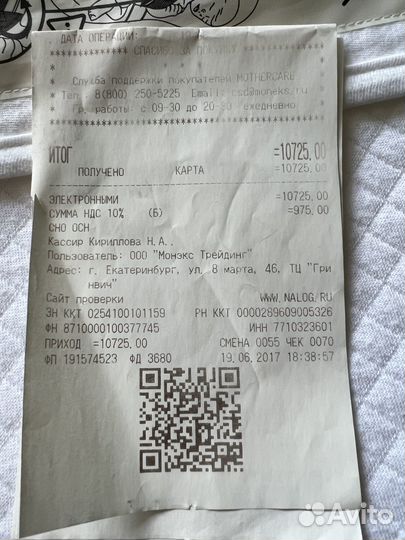 ДАТА ОПЕРАЦИИ:
************ СПАСИБО ЗА ПОКУПКУ ************
* *
* Служба поддержки покупателей MOTHERCARE
* Тел. 8(800) 250-5225 Email: csd@moneks.ru
* Гр. работы: с 09-30 до 20-30 ежедневно
ИТОГ =10725,00
ПОЛУЧЕНО КАРТА =10725,00
ЭЛЕКТРОННЫМИ =10725,00
СУММА НДС 10% (Б) =975,00
СНО ОСН
Кассир Кириллова Н.А..
Пользователь: ООО "Монэкс Трейдинг"
Адрес: г. Екатеринбург, ул. 8 марта, 46, ТЦ "Гри
нвич"
Сайт проверки WWW.NALOG.RU
ЗН ККТ 0254100101159 РН ККТ 0000289609005326
ФН 8710000100377745 ИНН 7710323601
ПРИХОД =10725,00 СМЕНА 0055 ЧЕК 0070
ФП 191574523 ФД 3680 19.06.2017 18:38:57
Avito